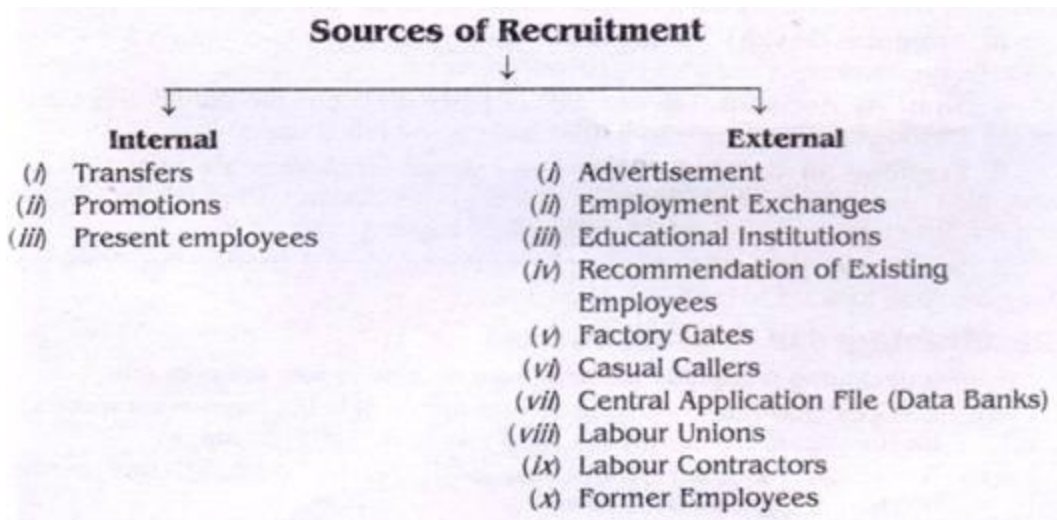 Sources of Recruitment
Internal
(i) Transfers
(ii) Promotions
(iii) Present employees
External
(i) Advertisement
(ii) Employment Exchanges
(iii) Educational Institutions
(iv) Recommendation of Existing
Employees
(v) Factory Gates
(vi) Casual Callers
(vii) Central Application File (Data Banks)
(viii) Labour Unions
(ix) Labour Contractors
(x) Former Employees